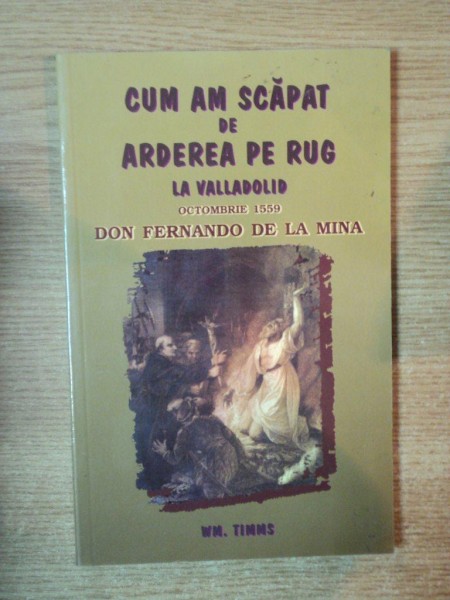 CUM AM SCĂPAT
DE
ARDEREA PE RUG
LA VALLADOLID
OCTOMBRIE 1559
DON FERNANDO DE LA MINA
WM. TIMMS